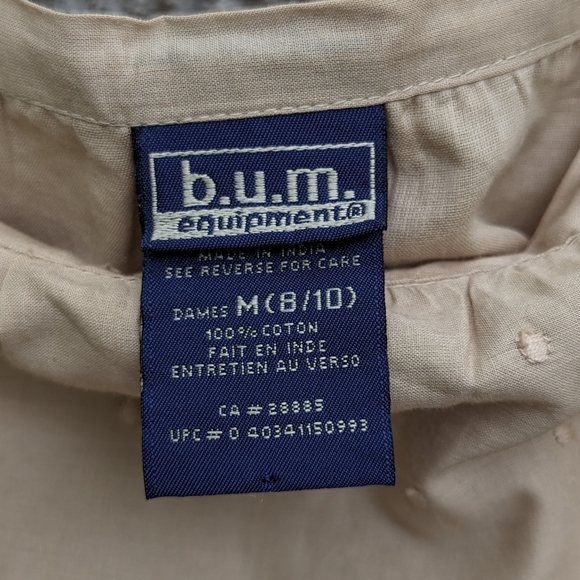 b.u.m.
equipment®
MADE IN INDIA
SEE REVERSE FOR CARE
DAMES M(8/10)
100% COTON
FAIT EN INDE
ENTRETIEN AU VERSO
CA # 28885
UPC # 0 40341150993